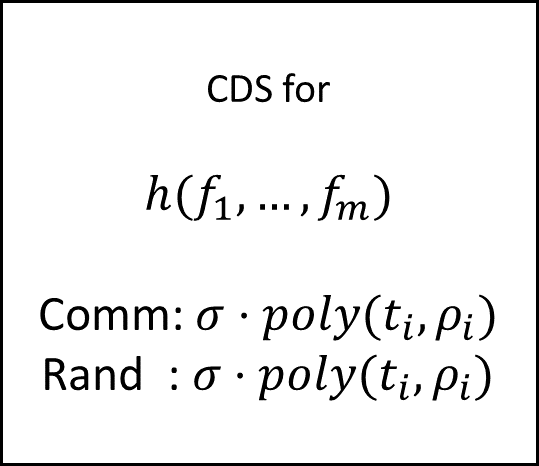 CDS for
h(f₁, … , fₘ)
Comm: σ · poly(tᵢ, ρᵢ)
Rand : σ · poly(tᵢ, ρᵢ)